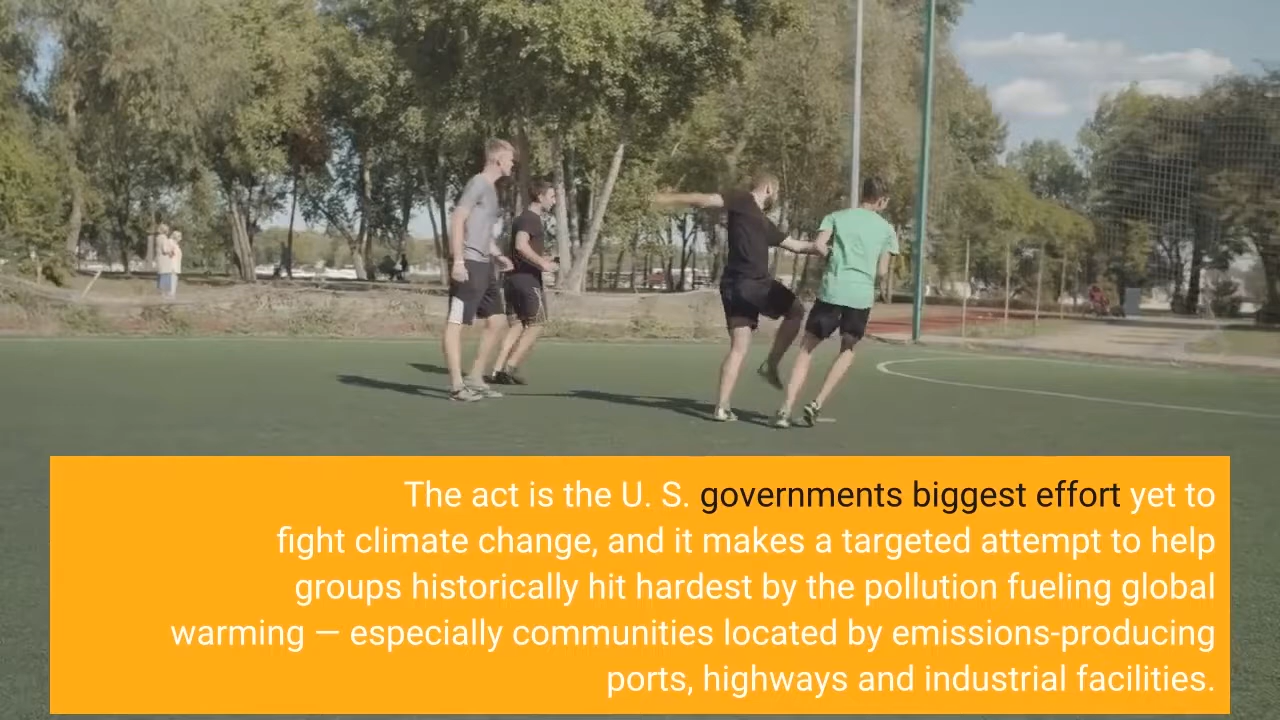 The act is the U. S. governments biggest effort yet to
fight climate change, and it makes a targeted attempt to help
groups historically hit hardest by the pollution fueling global
warming — especially communities located by emissions-producing
ports, highways and industrial facilities.